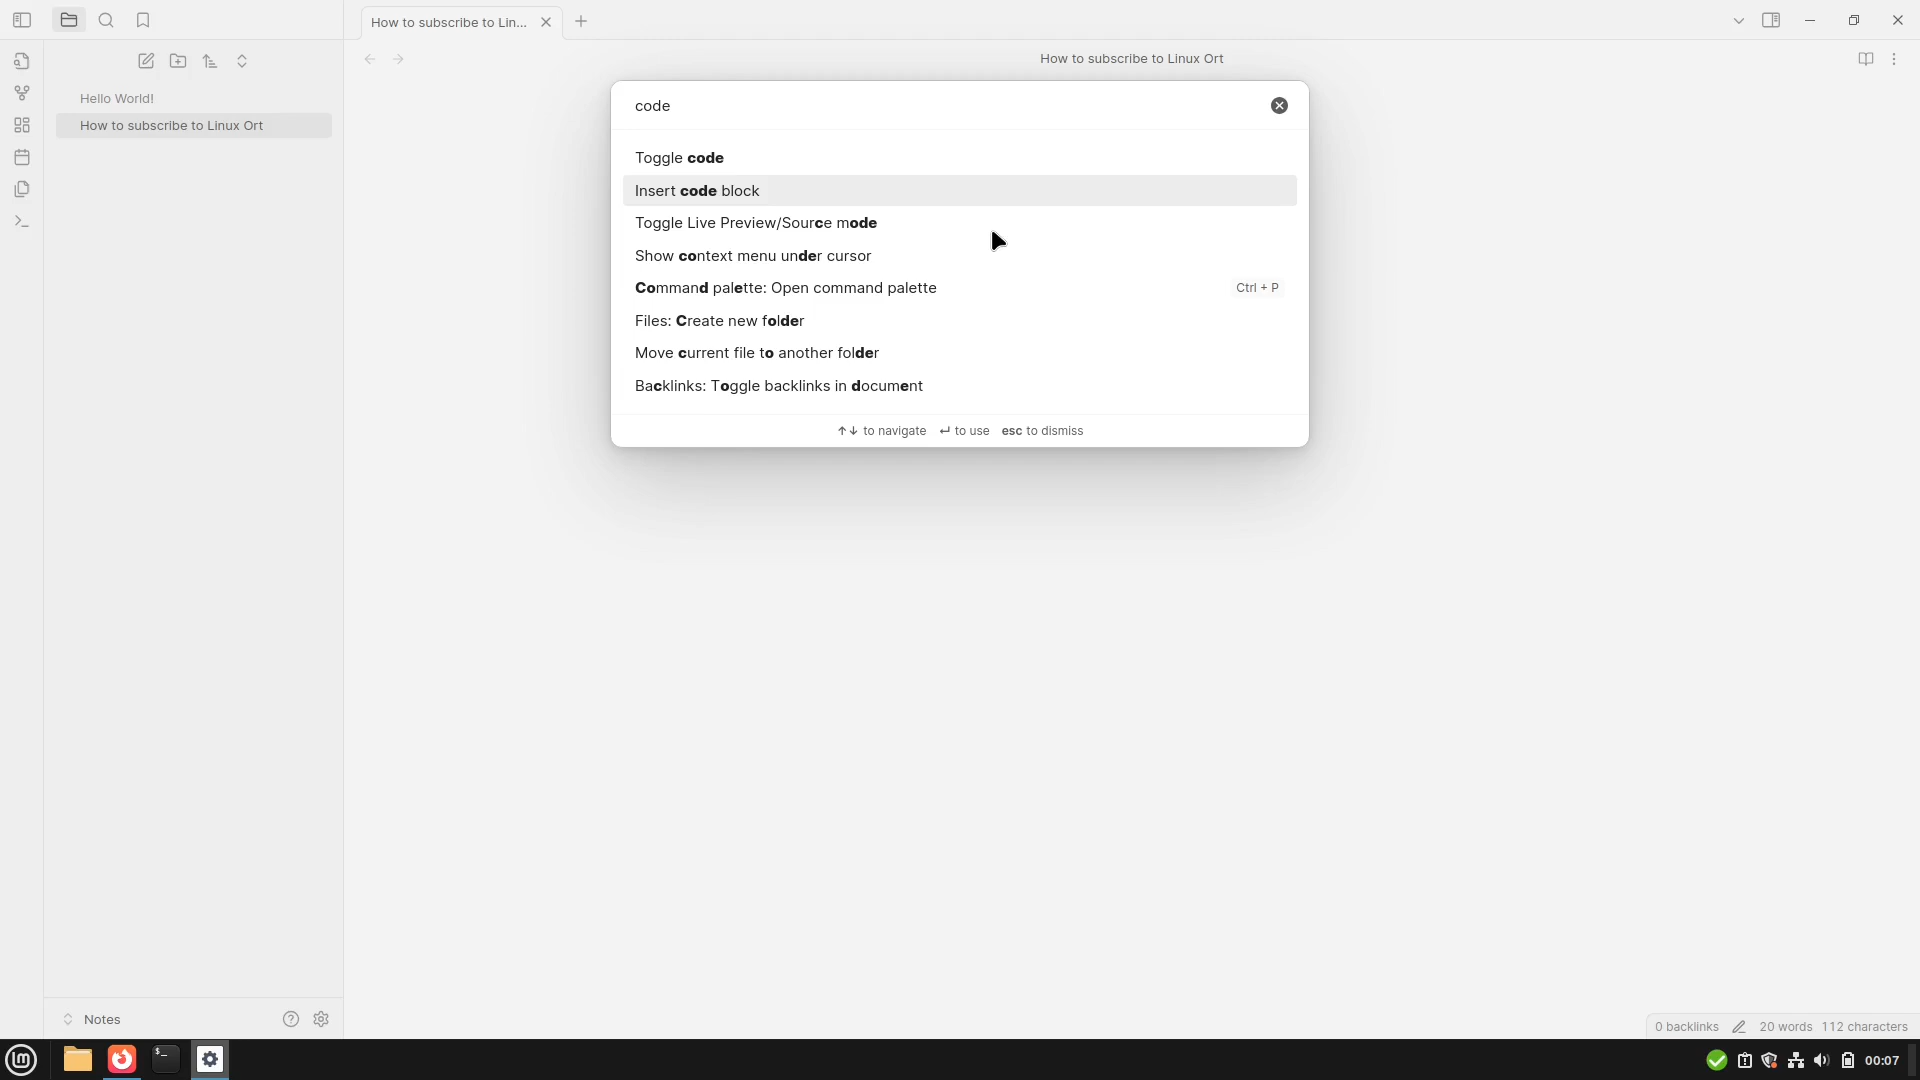 How to subscribe to Lin...
How to subscribe to Linux Ort
Hello World!
How to subscribe to Linux Ort
code
Toggle code
Insert code block
Toggle Live Preview/Source mode
Show context menu under cursor
Command palette: Open command palette
Ctrl + P
Files: Create new folder
Move current file to another folder
Backlinks: Toggle backlinks in document
↑↓ to navigate ↵ to use esc to dismiss
Notes
0 backlinks 20 words 112 characters
00:07